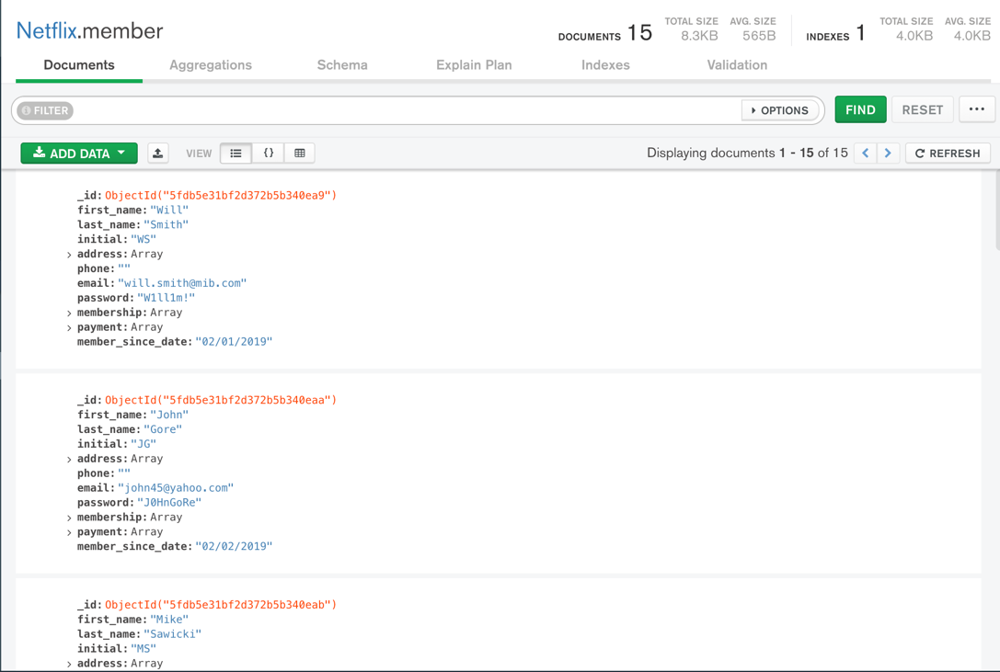 Netflix.member
DOCUMENTS 15 TOTAL SIZE 8.3KB AVG. SIZE 565B INDEXES 1 TOTAL SIZE 4.0KB AVG. SIZE 4.0KB
Documents Aggregations Schema Explain Plan Indexes Validation
FILTER OPTIONS FIND RESET ...
ADD DATA VIEW {} Displaying documents 1 - 15 of 15 REFRESH
_id: ObjectId("5fdb5e31bf2d372b5b340ea9")
first_name: "Will"
last_name: "Smith"
initial: "WS"
> address: Array
phone: ""
email: "will.smith@mib.com"
password: "W1ll1m!"
> membership: Array
> payment: Array
member_since_date: "02/01/2019"
_id: ObjectId("5fdb5e31bf2d372b5b340eaa")
first_name: "John"
last_name: "Gore"
initial: "JG"
> address: Array
phone: ""
email: "john45@yahoo.com"
password: "J0HnGoRe"
> membership: Array
> payment: Array
member_since_date: "02/02/2019"
_id: ObjectId("5fdb5e31bf2d372b5b340eab")
first_name: "Mike"
last_name: "Sawicki"
initial: "MS"
> address: Array